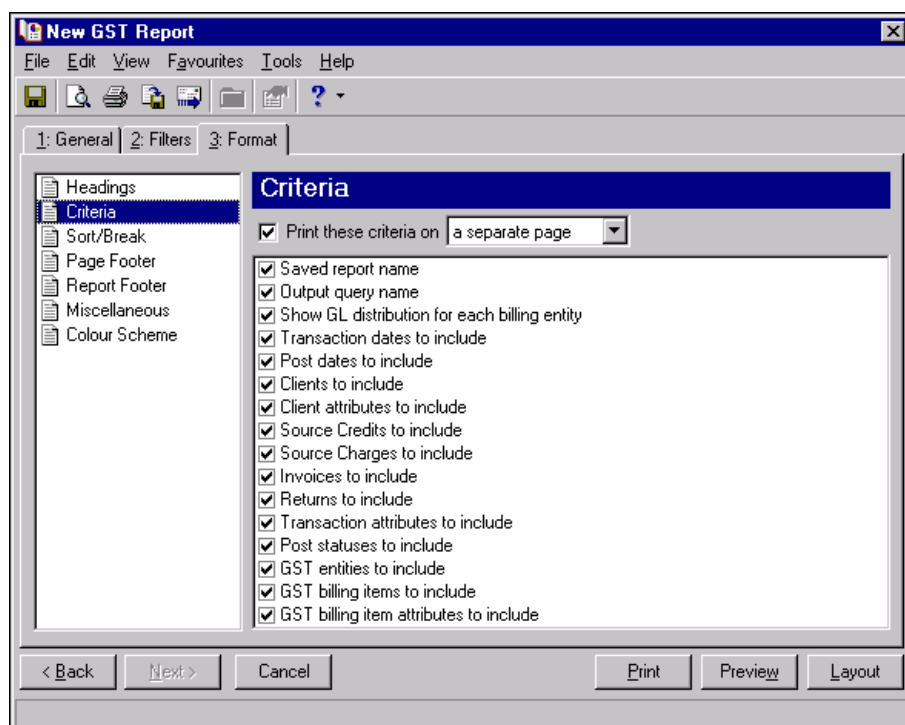 New GST Report
File Edit View Favourites Tools Help
?
1: General 2: Filters 3: Format
Headings
Criteria
Sort/Break
Page Footer
Report Footer
Miscellaneous
Colour Scheme
Criteria
Print these criteria on a separate page
Saved report name
Output query name
Show GL distribution for each billing entity
Transaction dates to include
Post dates to include
Clients to include
Client attributes to include
Source Credits to include
Source Charges to include
Invoices to include
Returns to include
Transaction attributes to include
Post statuses to include
GST entities to include
GST billing items to include
GST billing item attributes to include
< Back Next > Cancel Print Preview Layout